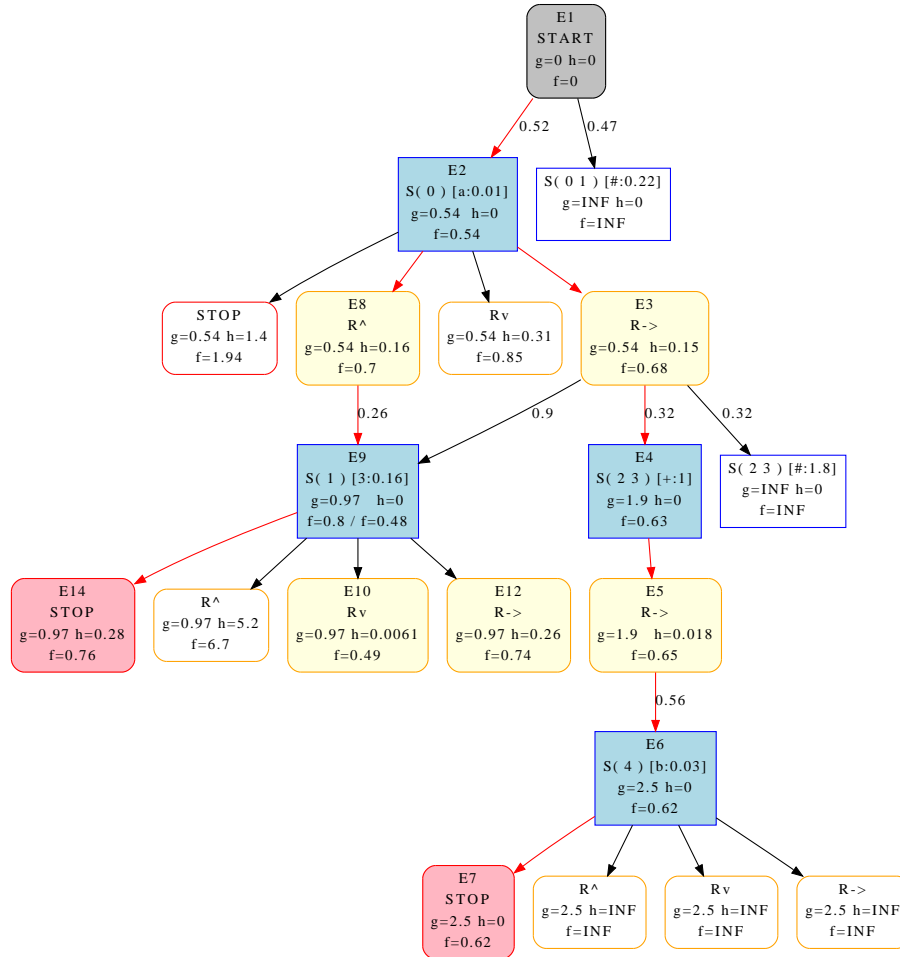 E1
START
g=0 h=0
f=0
0.52
0.47
E2
S( 0 ) [a:0.01]
g=0.54 h=0
f=0.54
S( 0 1 ) [#:0.22]
g=INF h=0
f=INF
STOP
g=0.54 h=1.4
f=1.94
E8
R^
g=0.54 h=0.16
f=0.7
Rv
g=0.54 h=0.31
f=0.85
E3
R->
g=0.54 h=0.15
f=0.68
0.26
0.9
0.32
0.32
E9
S( 1 ) [3:0.16]
g=0.97 h=0
f=0.8 / f=0.48
E4
S( 2 3 ) [+:1]
g=1.9 h=0
f=0.63
S( 2 3 ) [#:1.8]
g=INF h=0
f=INF
E14
STOP
g=0.97 h=0.28
f=0.76
R^
g=0.97 h=5.2
f=6.7
E10
Rv
g=0.97 h=0.0061
f=0.49
E12
R->
g=0.97 h=0.26
f=0.74
E5
R->
g=1.9 h=0.018
f=0.65
0.56
E6
S( 4 ) [b:0.03]
g=2.5 h=0
f=0.62
E7
STOP
g=2.5 h=0
f=0.62
R^
g=2.5 h=INF
f=INF
Rv
g=2.5 h=INF
f=INF
R->
g=2.5 h=INF
f=INF